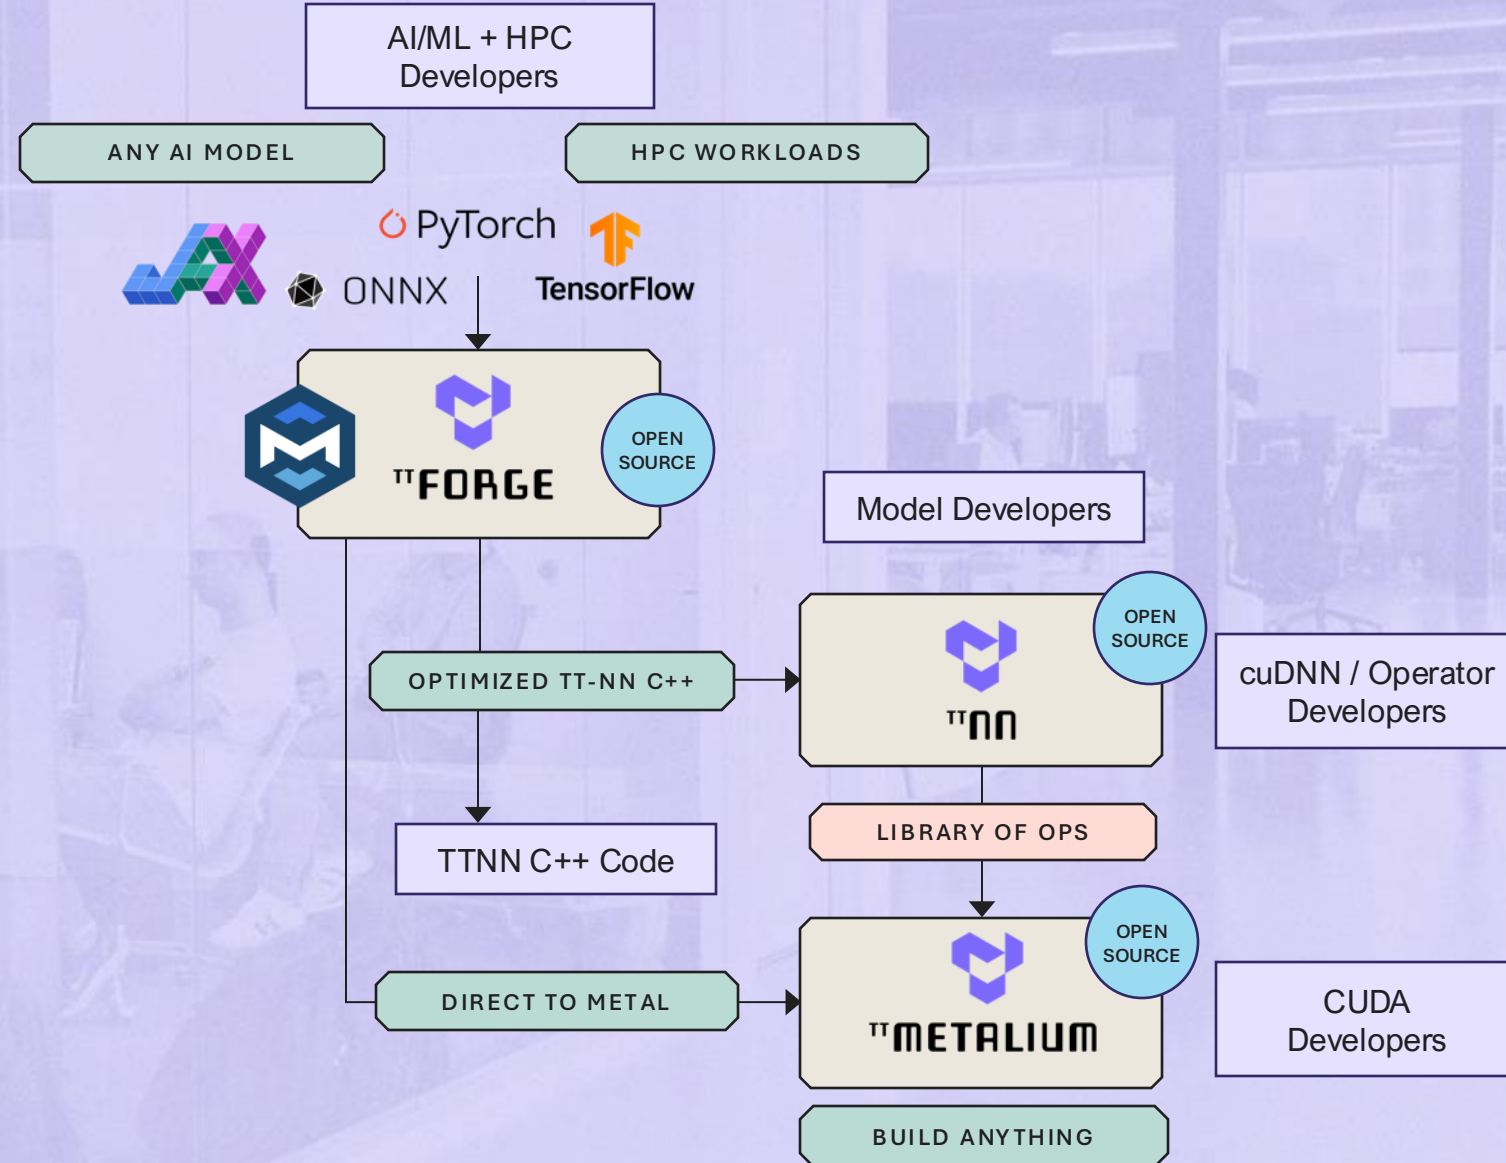 AI/ML + HPC
Developers
ANY AI MODEL
HPC WORKLOADS
JAX
PyTorch
ONNX
TensorFlow
M
TT FORGE
OPEN
SOURCE
Model Developers
OPTIMIZED TT-NN C++
TT NN
OPEN
SOURCE
cuDNN / Operator
Developers
LIBRARY OF OPS
TTNN C++ Code
DIRECT TO METAL
TT METALIUM
OPEN
SOURCE
CUDA
Developers
BUILD ANYTHING